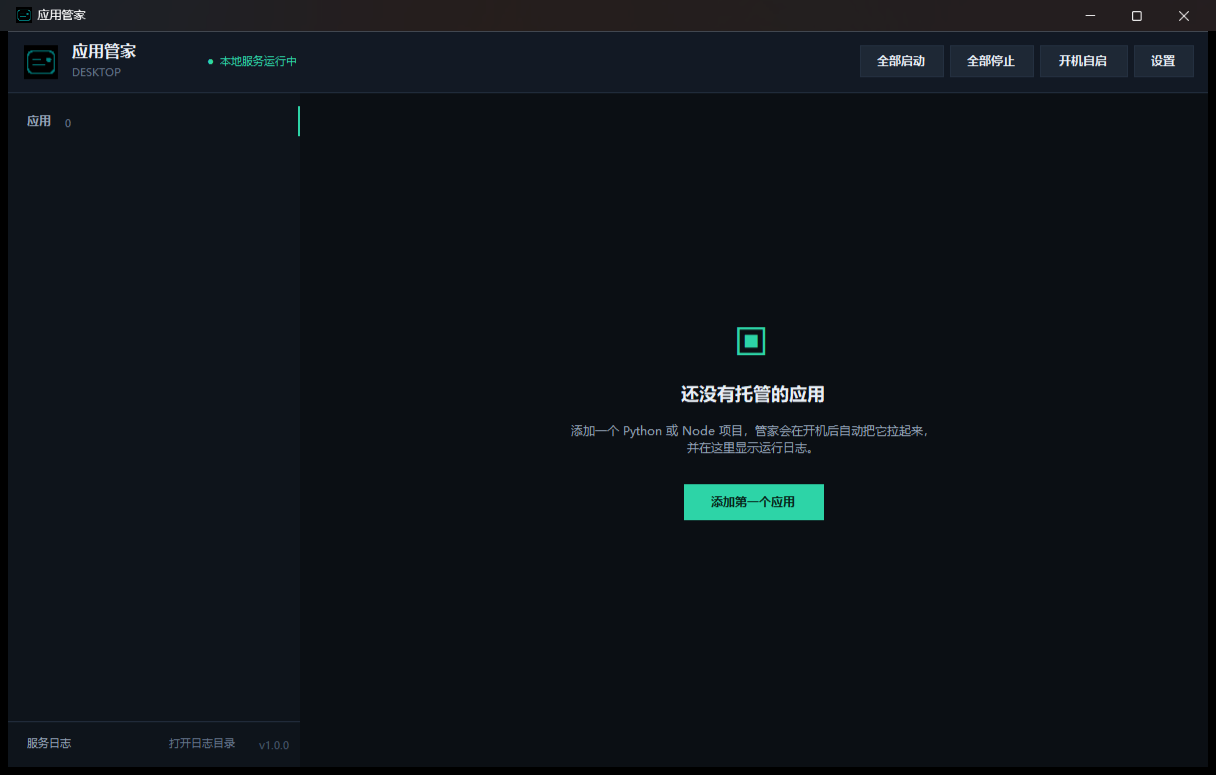 应用管家
应用管家
DESKTOP
● 本地服务运行中
全部启动 全部停止 开机自启 设置
应用 0
还没有托管的应用
添加一个 Python 或 Node 项目，管家会在开机后自动把它拉起来，
并在这里显示运行日志。
添加第一个应用
服务日志 打开日志目录 v1.0.0